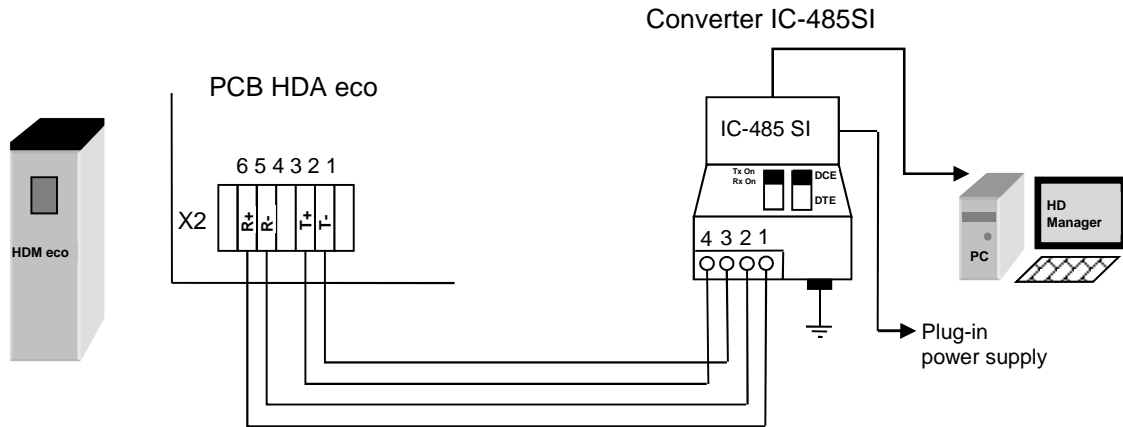 Converter IC-485SI
PCB HDA eco
IC-485 SI
Tx On
Rx On
DCE
DTE
6 5 4 3 2 1
X2
R+
R-
T+
T-
4 3 2 1
HDM eco
HD
Manager
PC
Plug-in
power supply